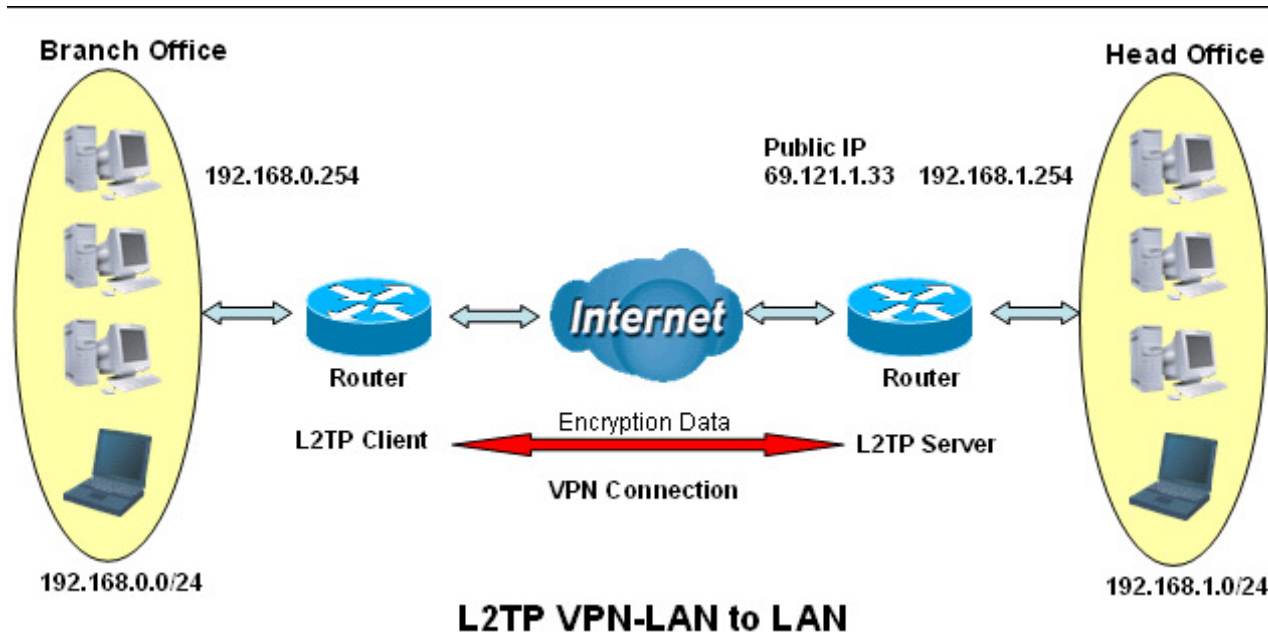 Branch Office
Head Office
192.168.0.254
Public IP
69.121.1.33 192.168.1.254
Internet
Router
Router
L2TP Client
Encryption Data
L2TP Server
VPN Connection
192.168.0.0/24
192.168.1.0/24
L2TP VPN-LAN to LAN